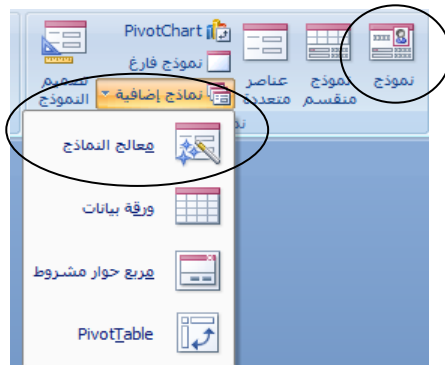 نموذج
نموذج منقسم
عناصر متعددة
PivotChart
نموذج فارغ
نماذج إضافية
تصميم النموذج
معالج النماذج
ورقة بيانات
مربع حوار مشروط
PivotTable